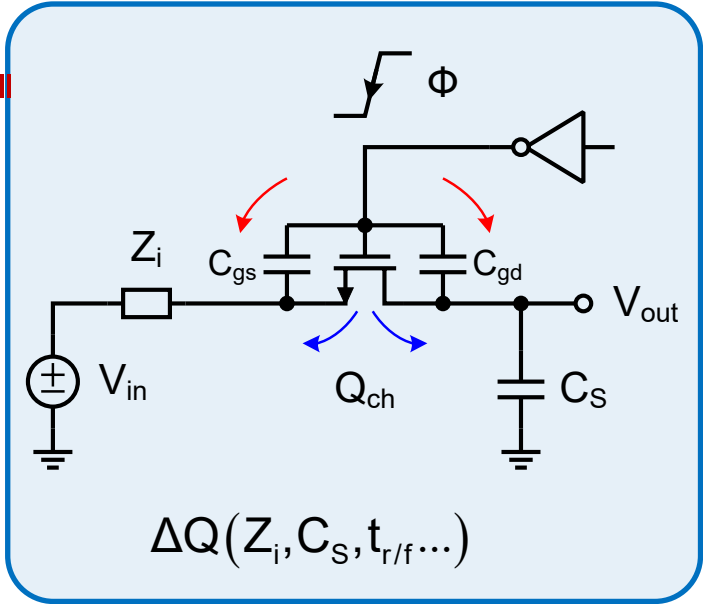 Φ
Z_i
C_gs
C_gd
V_out
V_in
Q_ch
C_S
ΔQ(Z_i,C_S,t_r/f...)